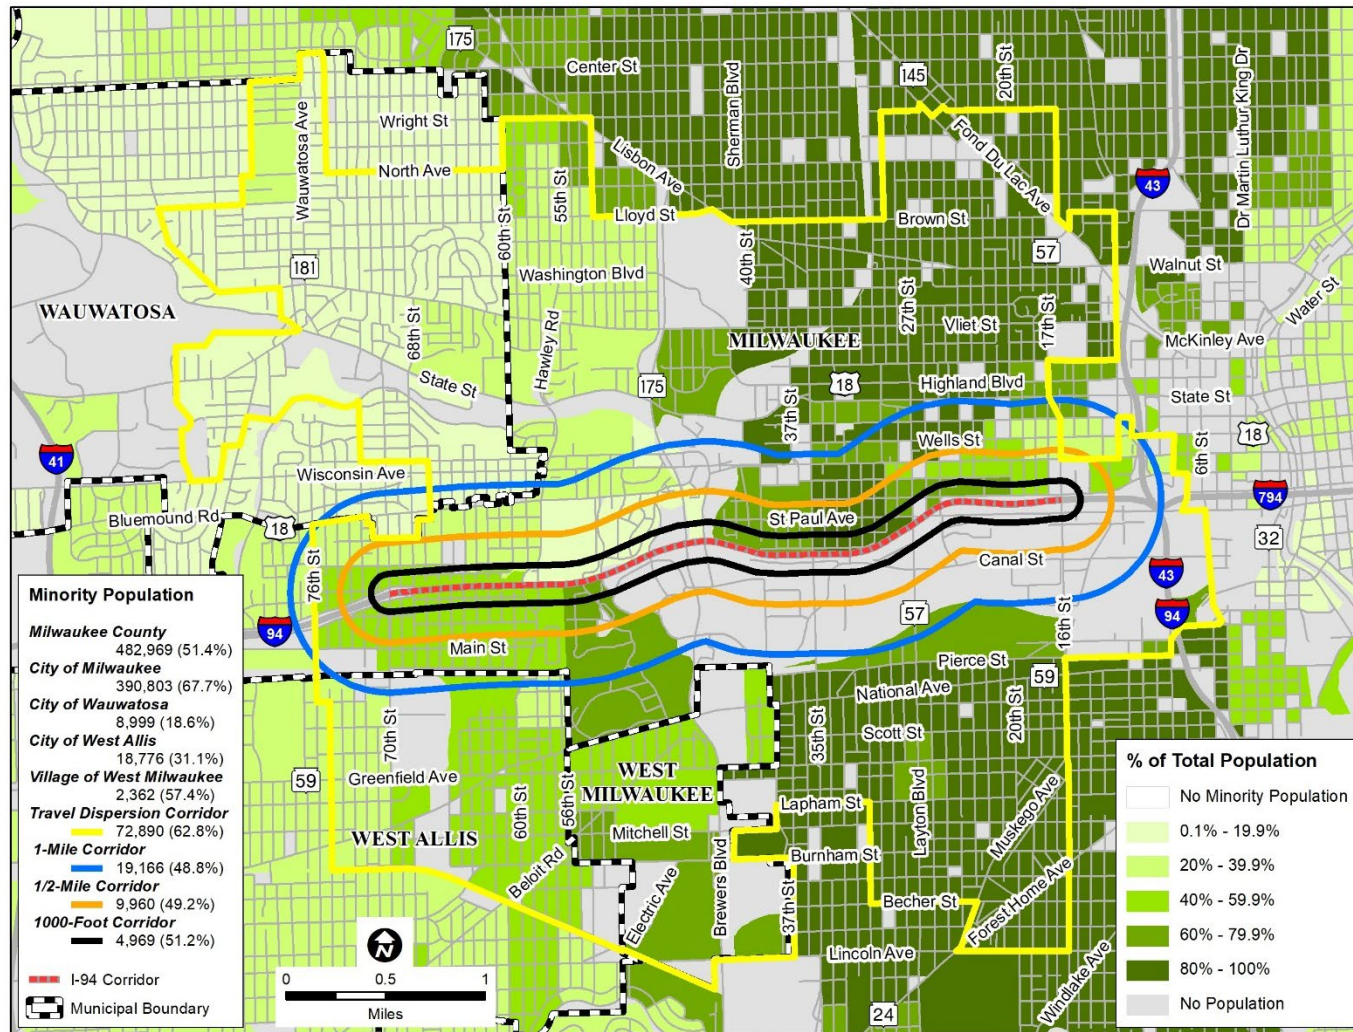 175
Center St
145
20th St
Dr Martin Luthur King Dr
Wauwatosa Ave
Wright St
Sherman Blvd
Lisbon Ave
Fond Du Lac Ave
North Ave
43
55th St
Lloyd St
Brown St
60th St
40th St
57
Walnut St
181
Washington Blvd
27th St
Water St
WAUWATOSA
68th St
MILWAUKEE
Vliet St
17th St
McKinley Ave
Hawley Rd
State St
175
18
Highland Blvd
State St
37th St
41
Wells St
6th St
18
Wisconsin Ave
Bluemound Rd
18
St Paul Ave
794
32
76th St
Canal St
43
94
57
16th St
94
Main St
Pierce St
59
National Ave
70th St
35th St
Scott St
20th St
59
Greenfield Ave
WEST
MILWAUKEE
56th St
60th St
Lapham St
Layton Blvd
Muskego Ave
WEST ALLIS
Mitchell St
Burnham St
Beloit Rd
Brewers Blvd
37th St
Electric Ave
Becher St
Forest Home Ave
Lincoln Ave
Windlake Ave
24
Minority Population
Milwaukee County
482,969 (51.4%)
City of Milwaukee
390,803 (67.7%)
City of Wauwatosa
8,999 (18.6%)
City of West Allis
18,776 (31.1%)
Village of West Milwaukee
2,362 (57.4%)
Travel Dispersion Corridor
72,890 (62.8%)
1-Mile Corridor
19,166 (48.8%)
1/2-Mile Corridor
9,960 (49.2%)
1000-Foot Corridor
4,969 (51.2%)
I-94 Corridor
Municipal Boundary
N
0 0.5 1
Miles
% of Total Population
No Minority Population
0.1% - 19.9%
20% - 39.9%
40% - 59.9%
60% - 79.9%
80% - 100%
No Population